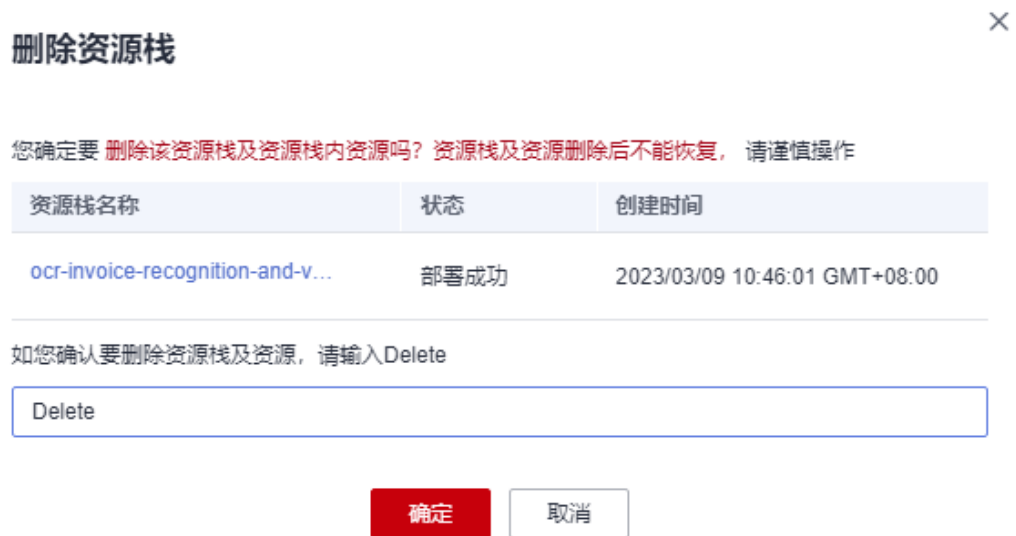 删除资源栈
您确定要 删除该资源栈及资源栈内资源吗？资源栈及资源删除后不能恢复， 请谨慎操作
资源栈名称 状态 创建时间
ocr-invoice-recognition-and-v... 部署成功 2023/03/09 10:46:01 GMT+08:00
如您确认要删除资源栈及资源，请输入Delete
Delete
确定 取消